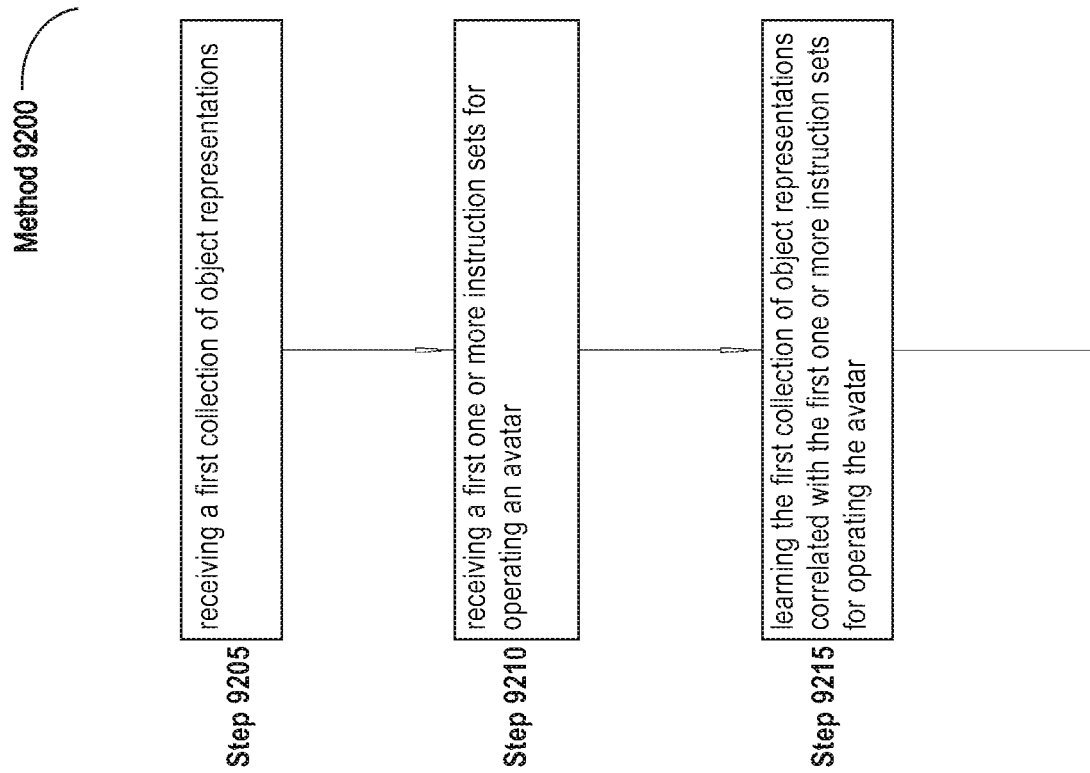 Method 9200
Step 9205
receiving a first collection of object representations
Step 9210
receiving a first one or more instruction sets for
operating an avatar
Step 9215
learning the first collection of object representations
correlated with the first one or more instruction sets
for operating the avatar